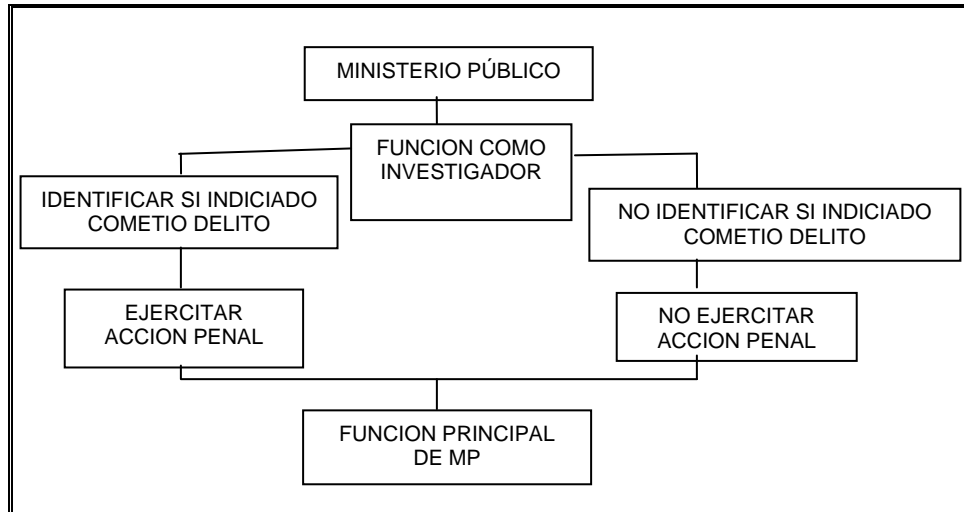 MINISTERIO PÚBLICO
FUNCION COMO
INVESTIGADOR
IDENTIFICAR SI INDICIADO
COMETIO DELITO
NO IDENTIFICAR SI INDICIADO
COMETIO DELITO
EJERCITAR
ACCION PENAL
NO EJERCITAR
ACCION PENAL
FUNCION PRINCIPAL
DE MP